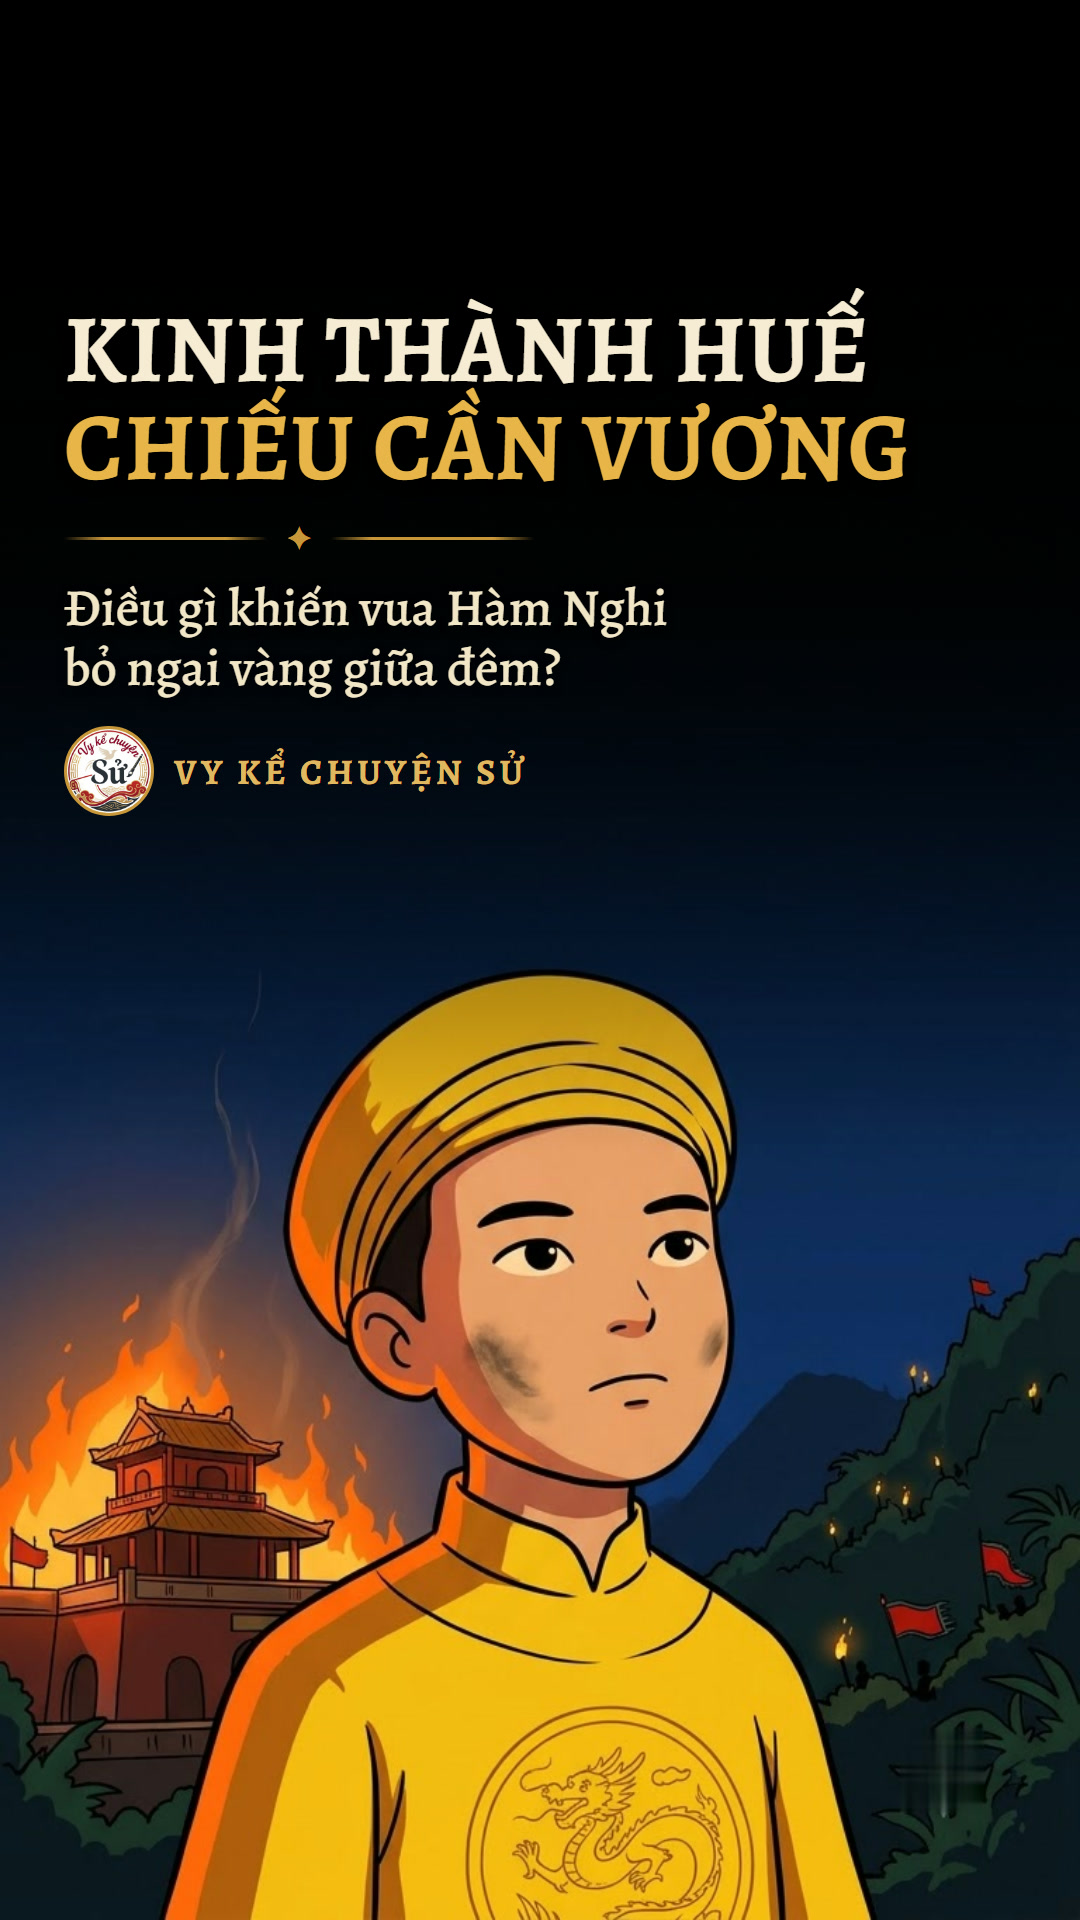 KINH THÀNH HUẾ
CHIẾU CẦN VƯƠNG
Điều gì khiến vua Hàm Nghi
bỏ ngai vàng giữa đêm?
Vy kể chuyện
Sử
VY KỂ CHUYỆN SỬ